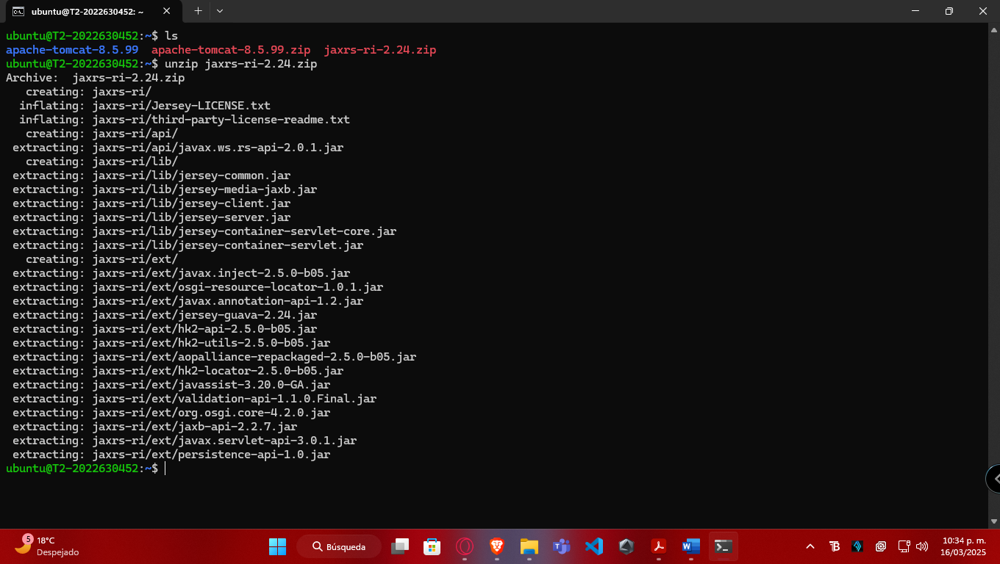 ubuntu@T2-2022630452: ~
ubuntu@T2-2022630452:~$ ls
apache-tomcat-8.5.99  apache-tomcat-8.5.99.zip  jaxrs-ri-2.24.zip
ubuntu@T2-2022630452:~$ unzip jaxrs-ri-2.24.zip
Archive:  jaxrs-ri-2.24.zip
   creating: jaxrs-ri/
  inflating: jaxrs-ri/Jersey-LICENSE.txt
  inflating: jaxrs-ri/third-party-license-readme.txt
   creating: jaxrs-ri/api/
 extracting: jaxrs-ri/api/javax.ws.rs-api-2.0.1.jar
   creating: jaxrs-ri/lib/
 extracting: jaxrs-ri/lib/jersey-common.jar
 extracting: jaxrs-ri/lib/jersey-media-jaxb.jar
 extracting: jaxrs-ri/lib/jersey-client.jar
 extracting: jaxrs-ri/lib/jersey-server.jar
 extracting: jaxrs-ri/lib/jersey-container-servlet-core.jar
 extracting: jaxrs-ri/lib/jersey-container-servlet.jar
   creating: jaxrs-ri/ext/
 extracting: jaxrs-ri/ext/javax.inject-2.5.0-b05.jar
 extracting: jaxrs-ri/ext/osgi-resource-locator-1.0.1.jar
 extracting: jaxrs-ri/ext/javax.annotation-api-1.2.jar
 extracting: jaxrs-ri/ext/jersey-guava-2.24.jar
 extracting: jaxrs-ri/ext/hk2-api-2.5.0-b05.jar
 extracting: jaxrs-ri/ext/hk2-utils-2.5.0-b05.jar
 extracting: jaxrs-ri/ext/aopalliance-repackaged-2.5.0-b05.jar
 extracting: jaxrs-ri/ext/hk2-locator-2.5.0-b05.jar
 extracting: jaxrs-ri/ext/javassist-3.20.0-GA.jar
 extracting: jaxrs-ri/ext/validation-api-1.1.0.Final.jar
 extracting: jaxrs-ri/ext/org.osgi.core-4.2.0.jar
 extracting: jaxrs-ri/ext/jaxb-api-2.2.7.jar
 extracting: jaxrs-ri/ext/javax.servlet-api-3.0.1.jar
 extracting: jaxrs-ri/ext/persistence-api-1.0.jar
ubuntu@T2-2022630452:~$
5
18°C
Despejado
Búsqueda
10:34 p. m.
16/03/2025